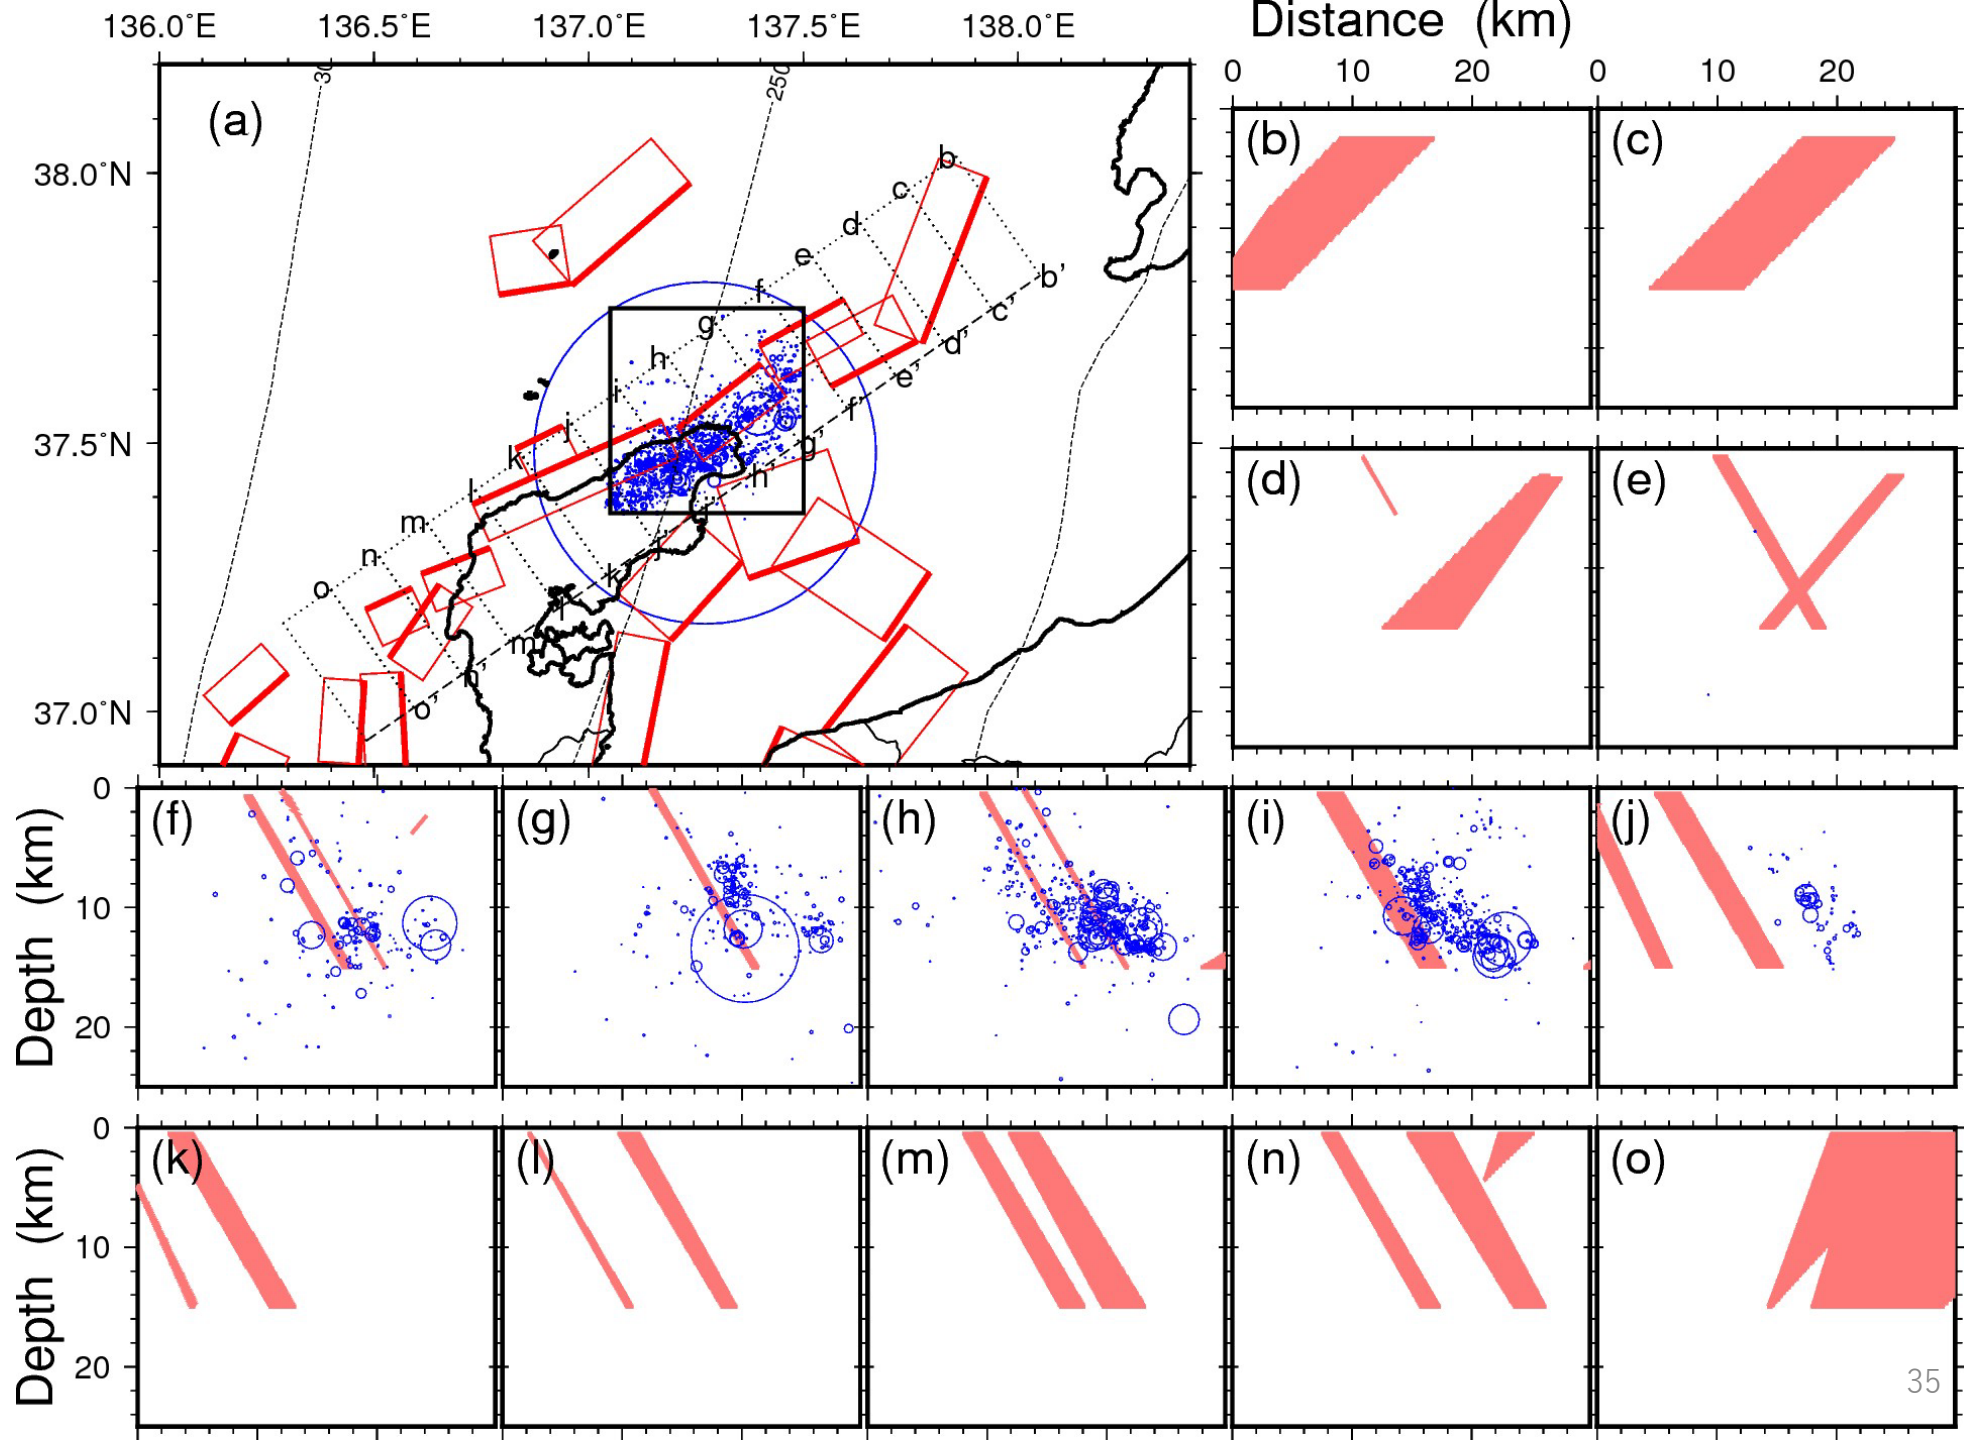 136.0°E 136.5°E 137.0°E 137.5°E 138.0°E
Distance (km)
0 10 20 0 10 20
38.0°N
37.5°N
37.0°N
(a)
250
b
c
d
e
f
g
h
i
j
k
l
m
n
o
b'
c'
d'
e'
f'
g'
h'
j'
k'
l'
m'
n'
o'
(b) (c)
(d) (e)
Depth (km)
0
10
20
(f) (g) (h) (i) (j)
Depth (km)
0
10
20
(k) (l) (m) (n) (o)
35